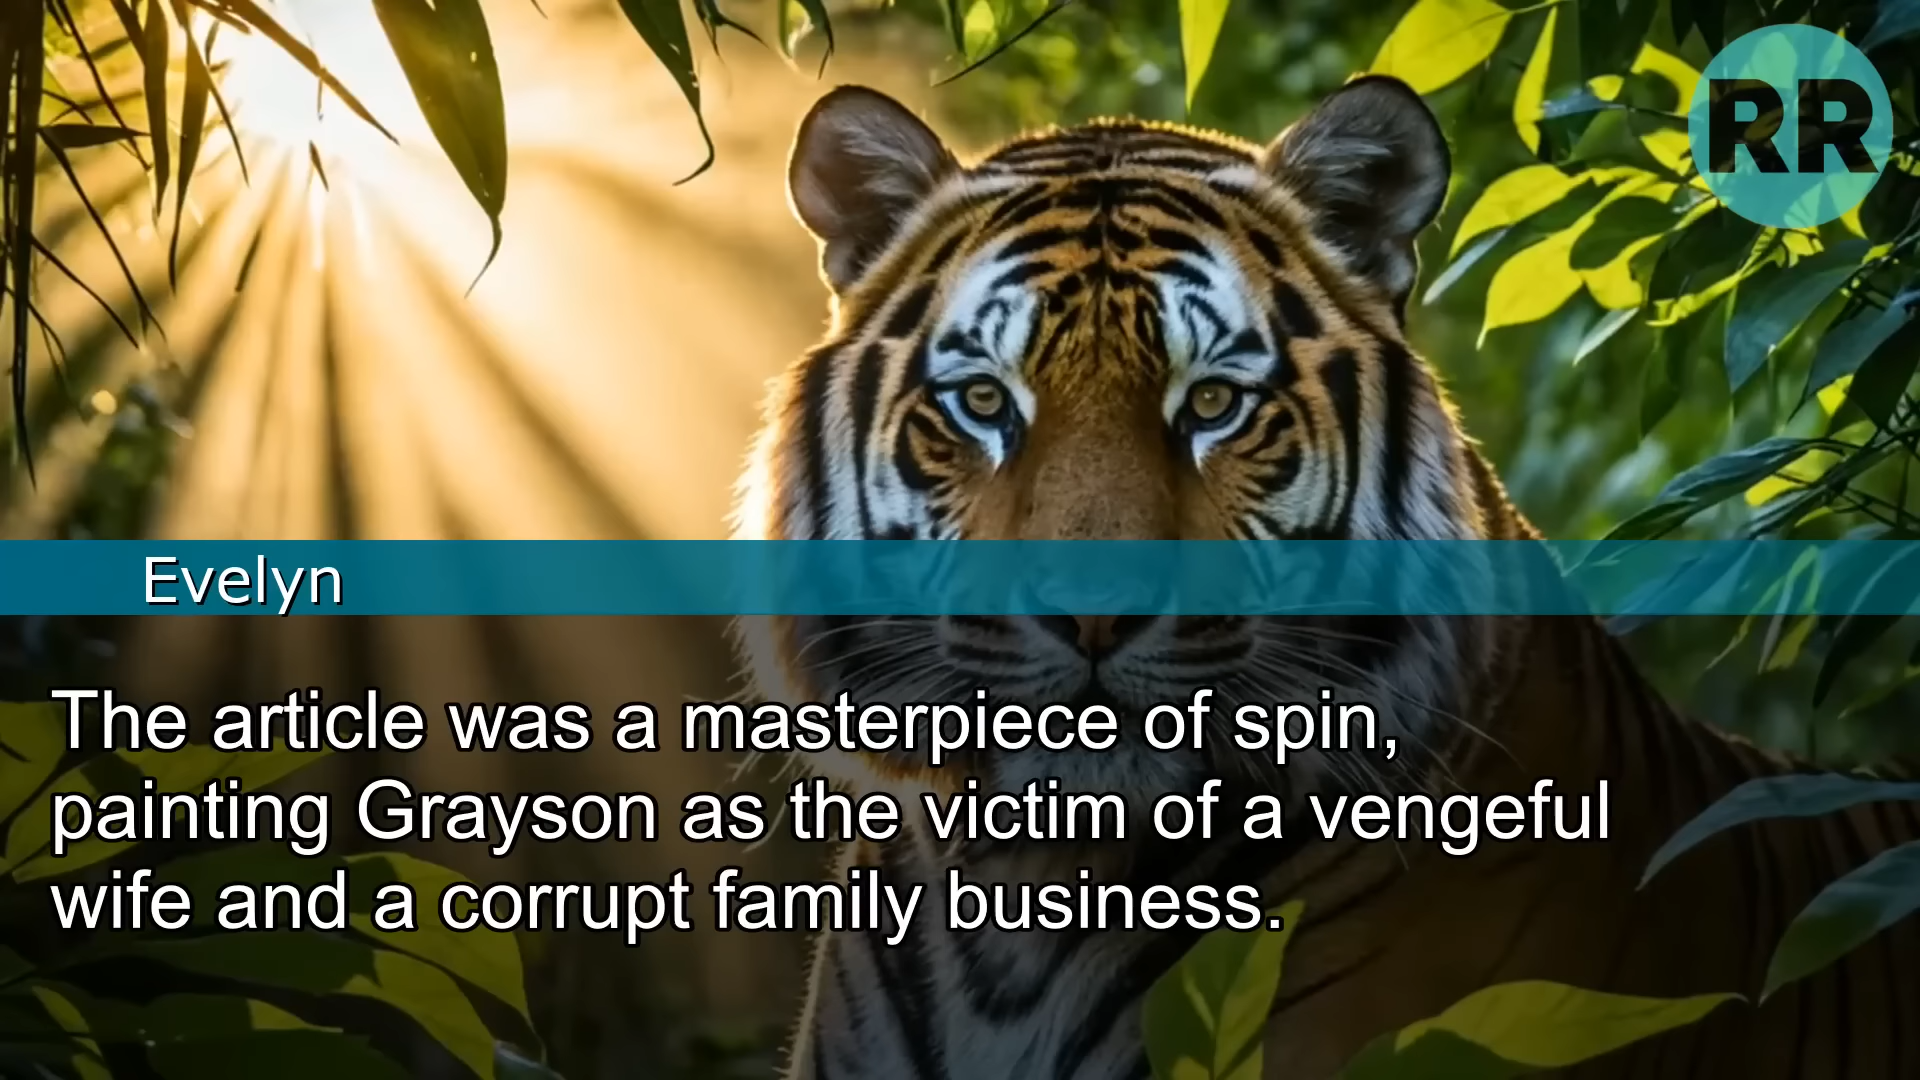 RR
Evelyn
The article was a masterpiece of spin,
painting Grayson as the victim of a vengeful
wife and a corrupt family business.